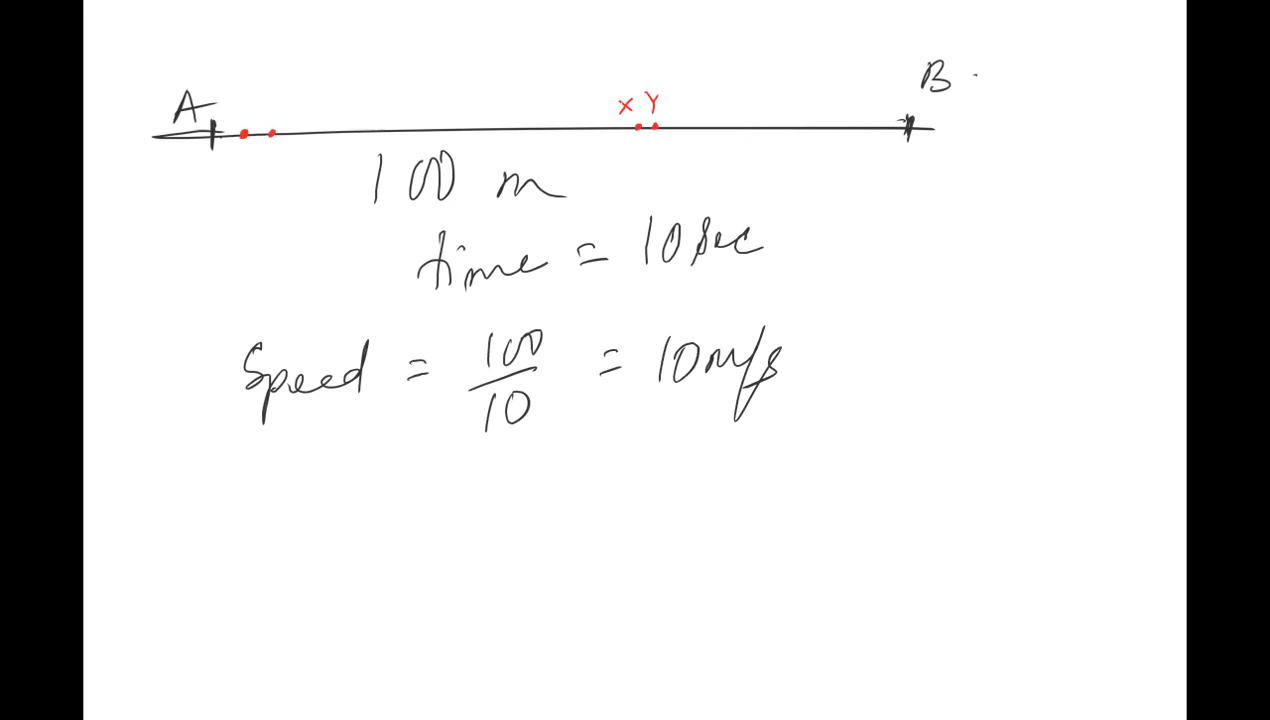 A B
X Y
100 m
time = 10 sec
Speed = 100/10 = 10 m/s